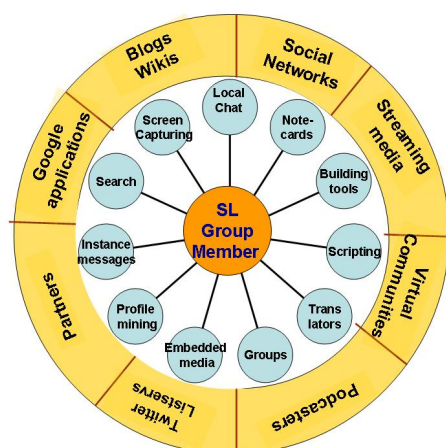 Blogs
Wikis
Social
Networks
Streaming
media
Virtual
Communities
Podcasters
Twitter
Listservs
Partners
Google
applications
Local
Chat
Note-
cards
Building
tools
Scripting
Trans
lators
Groups
Embedded
media
Profile
mining
Instance
messages
Search
Screen
Capturing
SL
Group
Member